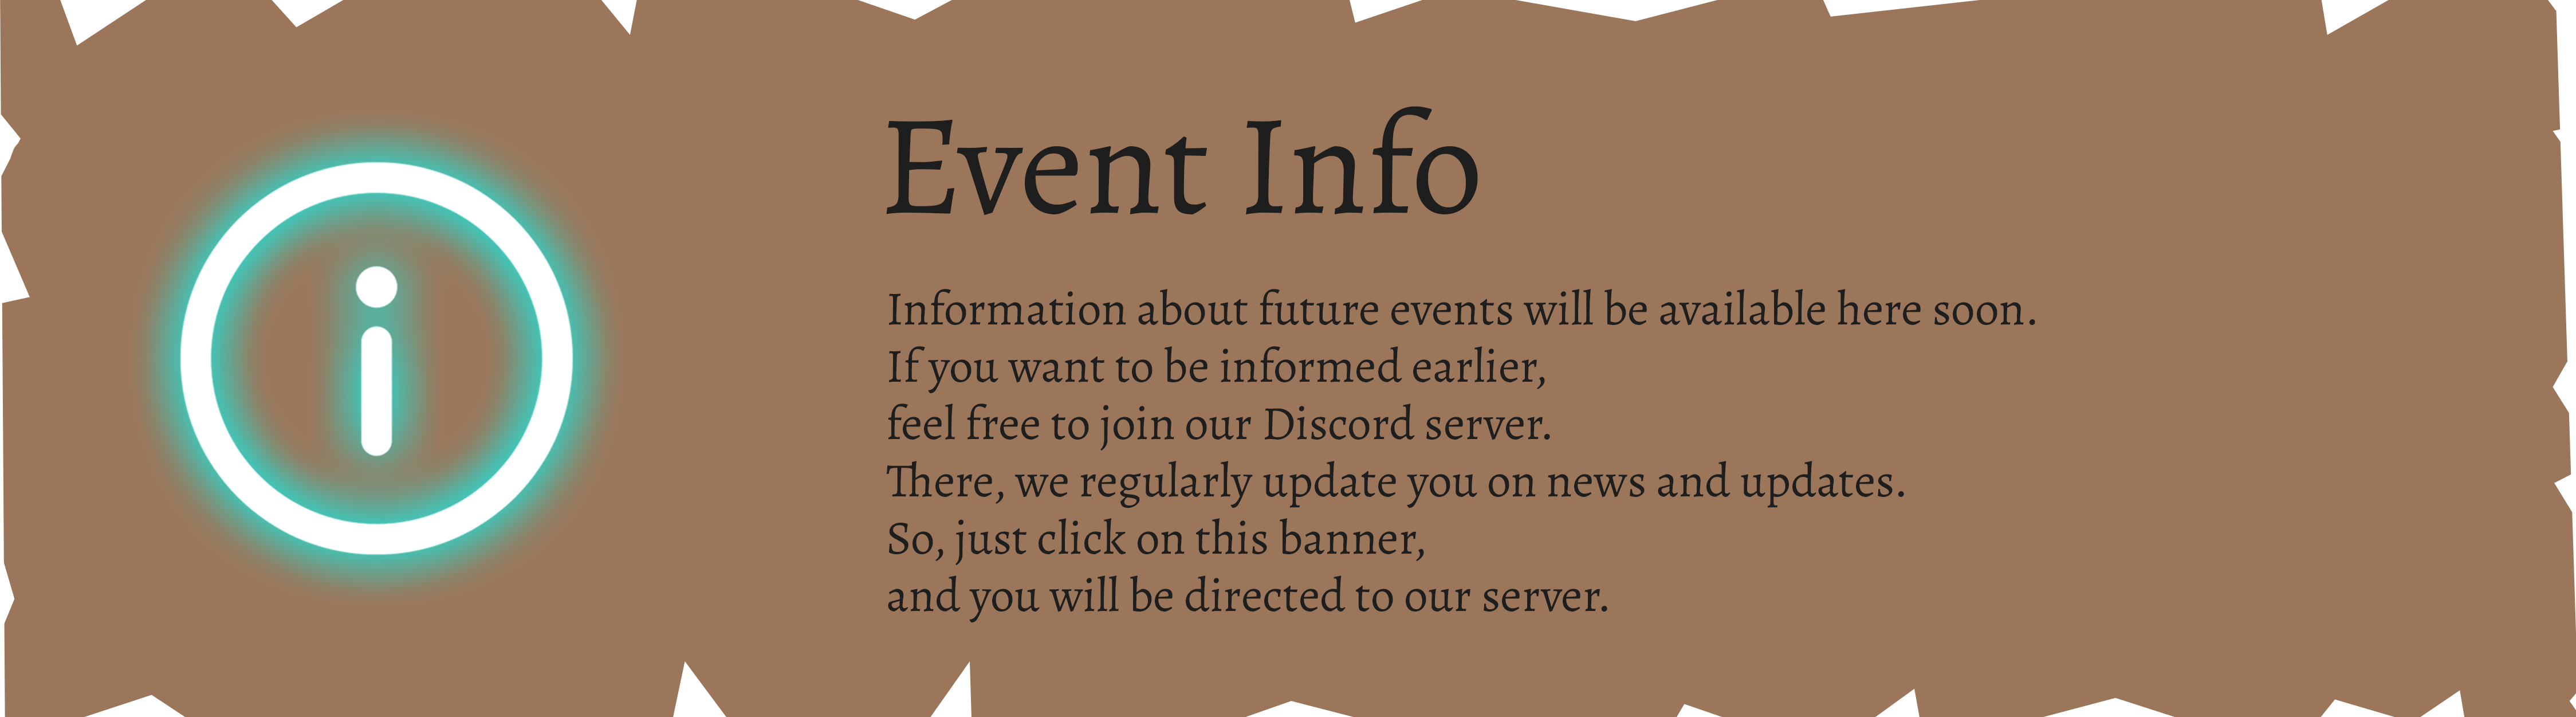 Event Info
Information about future events will be available here soon.
If you want to be informed earlier,
feel free to join our Discord server.
There, we regularly update you on news and updates.
So, just click on this banner,
and you will be directed to our server.